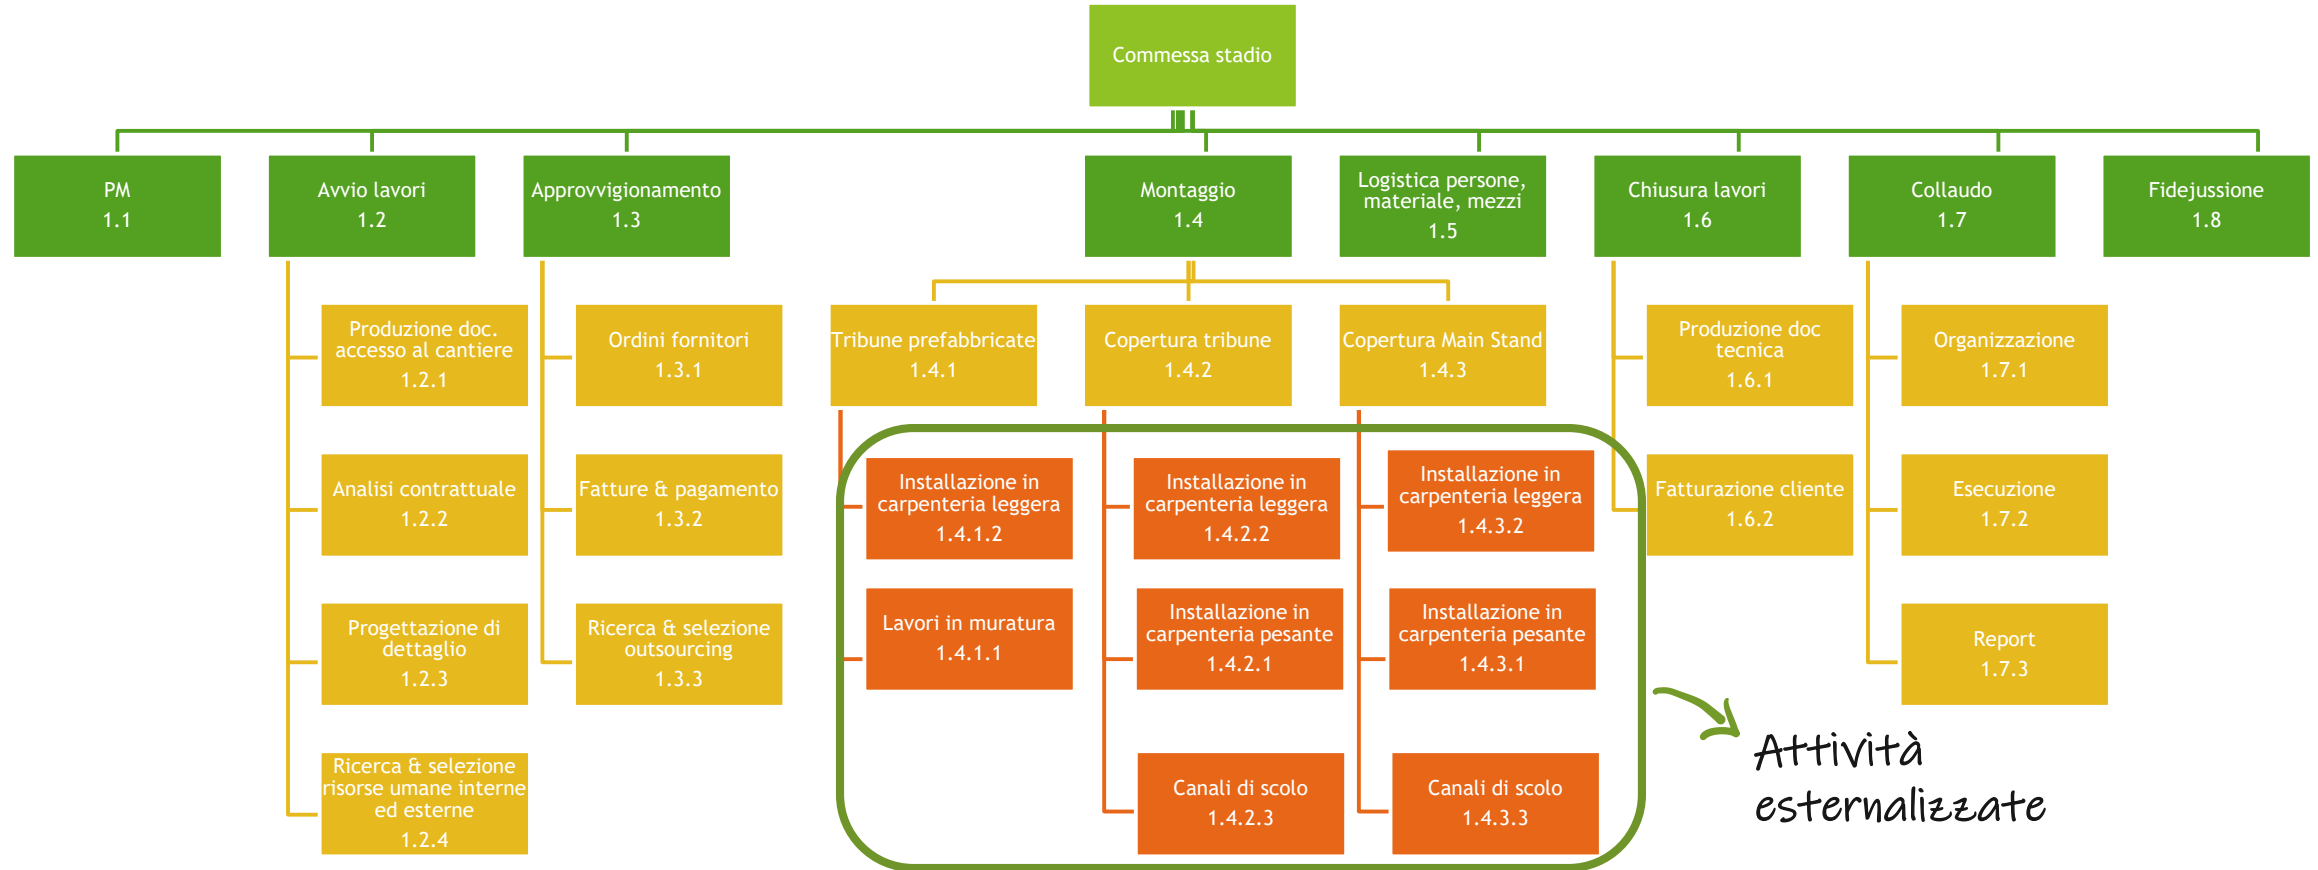 Commessa stadio
PM
1.1
Avvio lavori
1.2
Approvvigionamento
1.3
Montaggio
1.4
Logistica persone,
materiale, mezzi
1.5
Chiusura lavori
1.6
Collaudo
1.7
Fidejussione
1.8
Produzione doc.
accesso al cantiere
1.2.1
Analisi contrattuale
1.2.2
Progettazione di
dettaglio
1.2.3
Ricerca & selezione
risorse umane interne
ed esterne
1.2.4
Ordini fornitori
1.3.1
Fatture & pagamento
1.3.2
Ricerca & selezione
outsourcing
1.3.3
Tribune prefabbricate
1.4.1
Installazione in
carpenteria leggera
1.4.1.2
Lavori in muratura
1.4.1.1
Copertura tribune
1.4.2
Installazione in
carpenteria leggera
1.4.2.2
Installazione in
carpenteria pesante
1.4.2.1
Canali di scolo
1.4.2.3
Copertura Main Stand
1.4.3
Installazione in
carpenteria leggera
1.4.3.2
Installazione in
carpenteria pesante
1.4.3.1
Canali di scolo
1.4.3.3
Produzione doc
tecnica
1.6.1
Fatturazione cliente
1.6.2
Organizzazione
1.7.1
Esecuzione
1.7.2
Report
1.7.3
Attività
esternalizzate